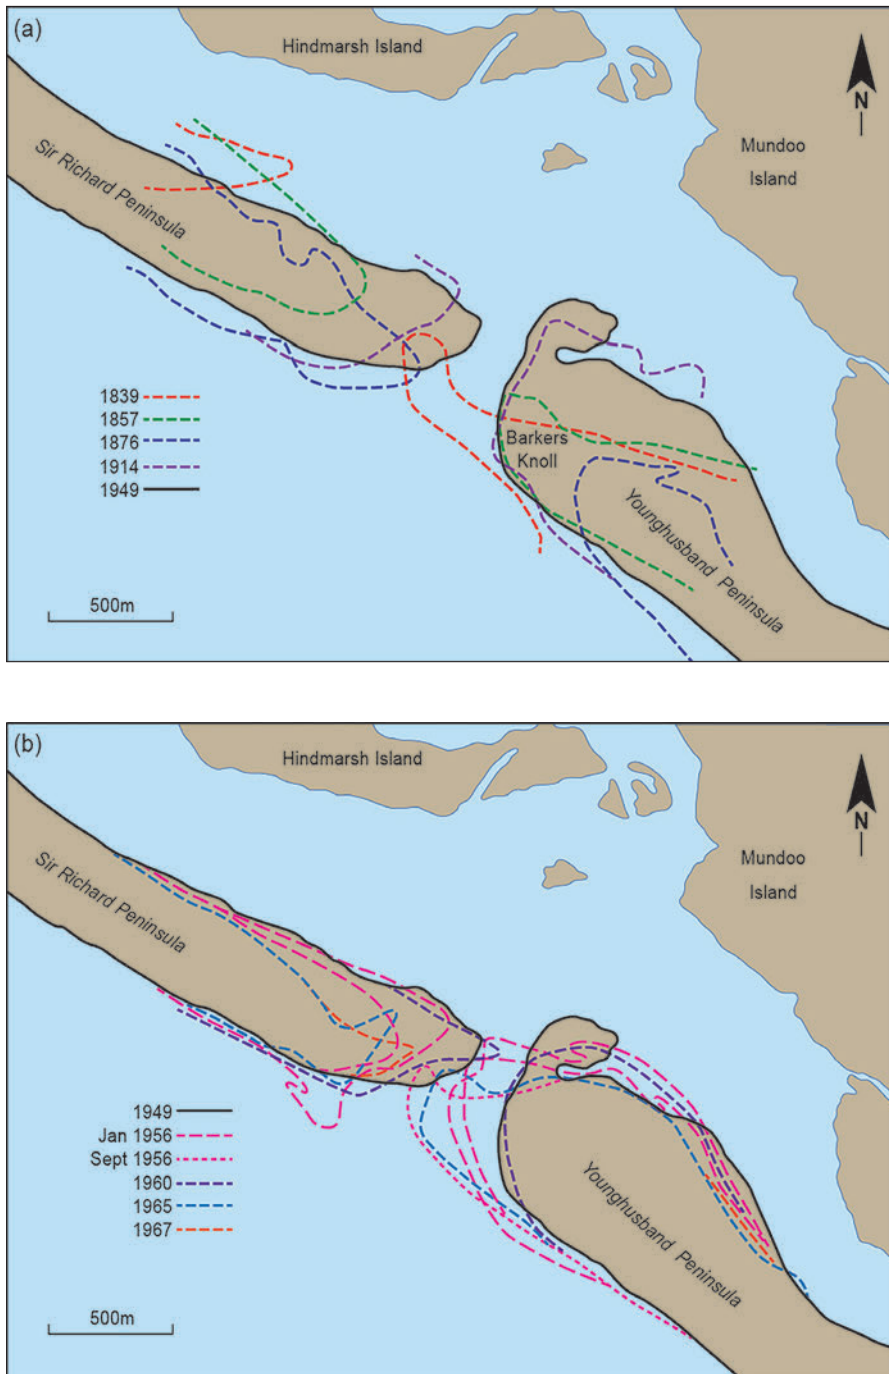 (a)
Hindmarsh Island
N
Mundoo
Island
Sir Richard Peninsula
1839
1857
1876
1914
1949
Barkers
Knoll
Younghusband Peninsula
500m
(b)
Hindmarsh Island
N
Mundoo
Island
Sir Richard Peninsula
1949
Jan 1956
Sept 1956
1960
1965
1967
Younghusband Peninsula
500m